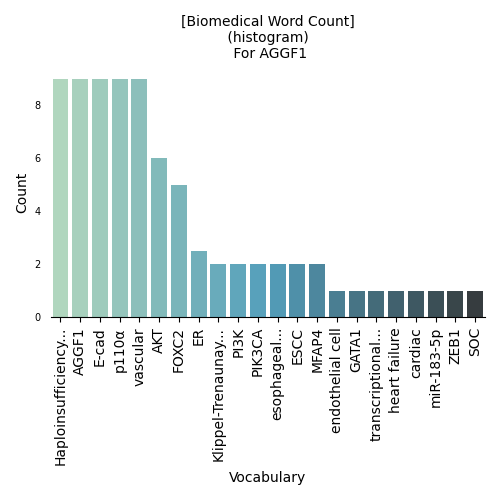 [Biomedical Word Count]
(histogram)
For AGGF1
Count
8
6
4
2
0
Haploinsufficiency...
AGGF1
E-cad
p110α
vascular
AKT
FOXC2
ER
Klippel-Trenaunay...
PI3K
PIK3CA
esophageal...
ESCC
MFAP4
endothelial cell
GATA1
transcriptional...
heart failure
cardiac
miR-183-5p
ZEB1
SOC
Vocabulary